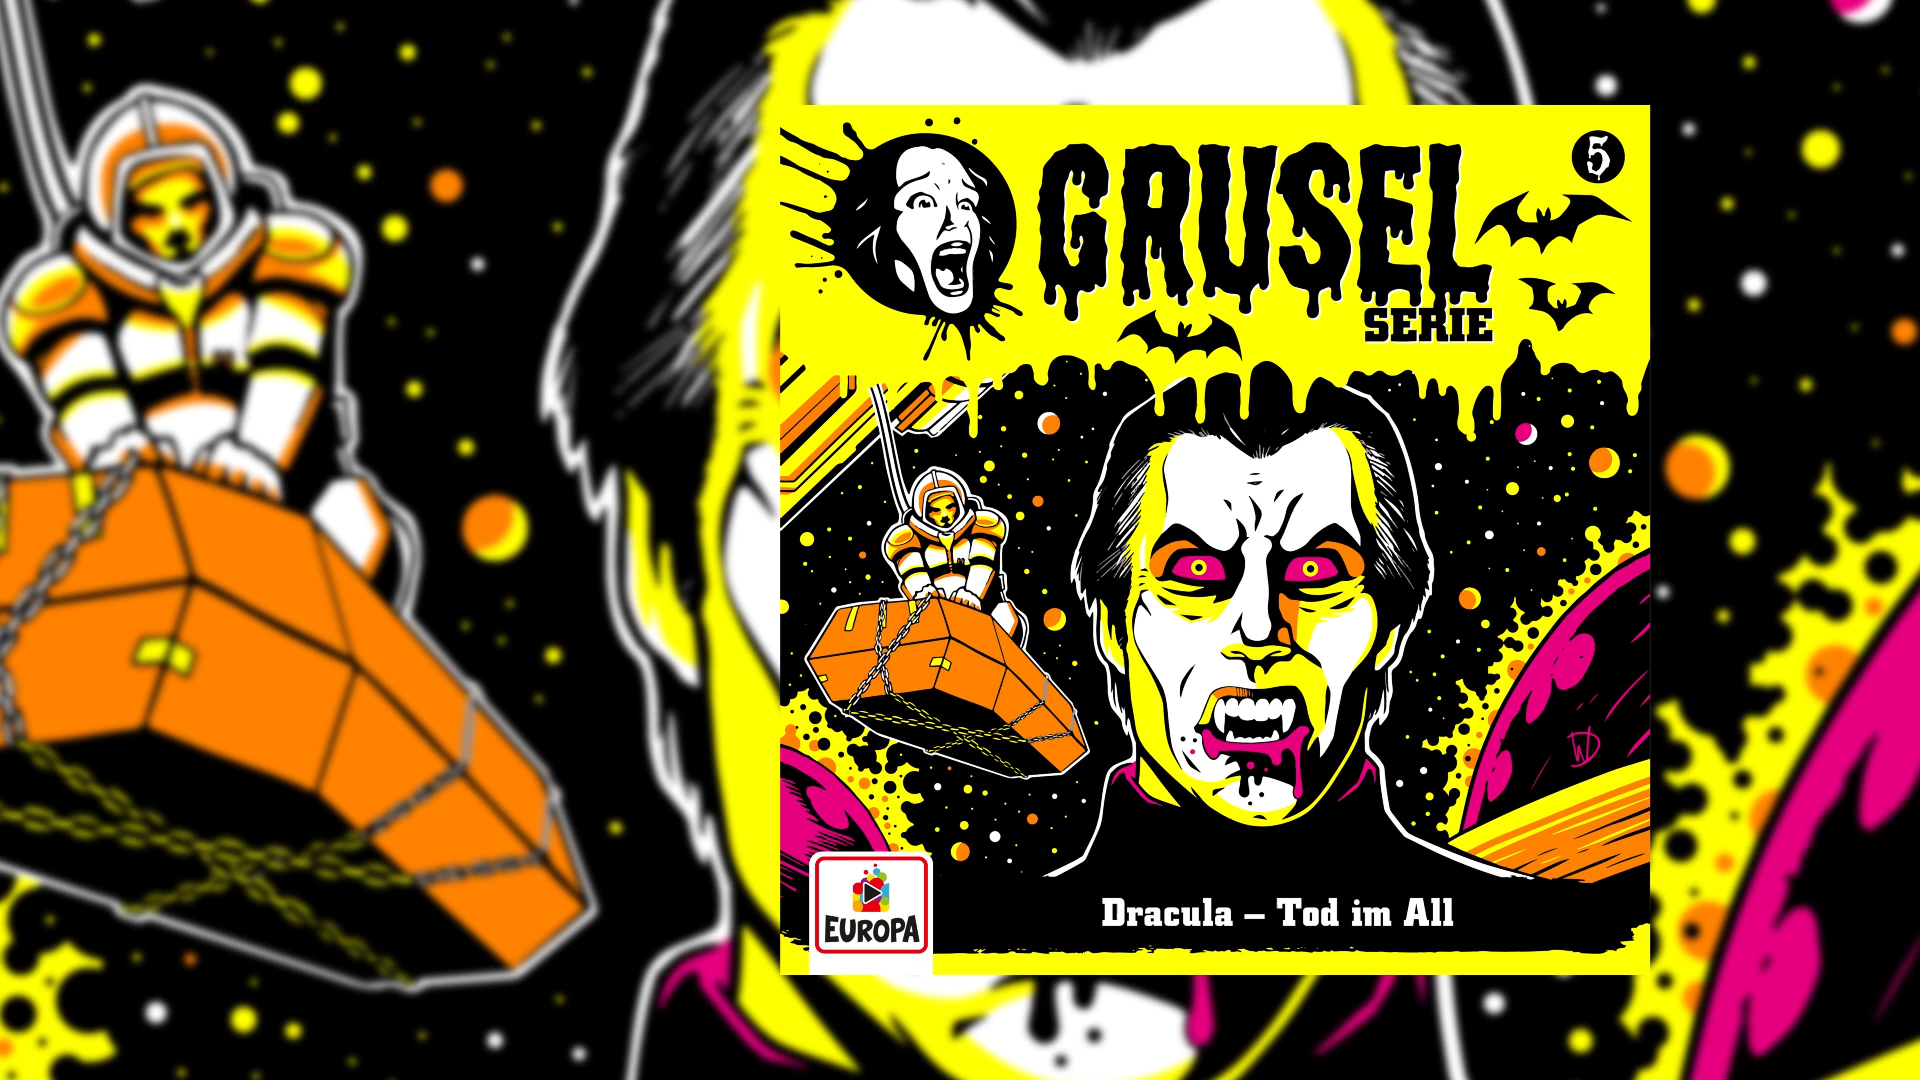 GRUSEL
SERIE
5
EUROPA
Dracula – Tod im All